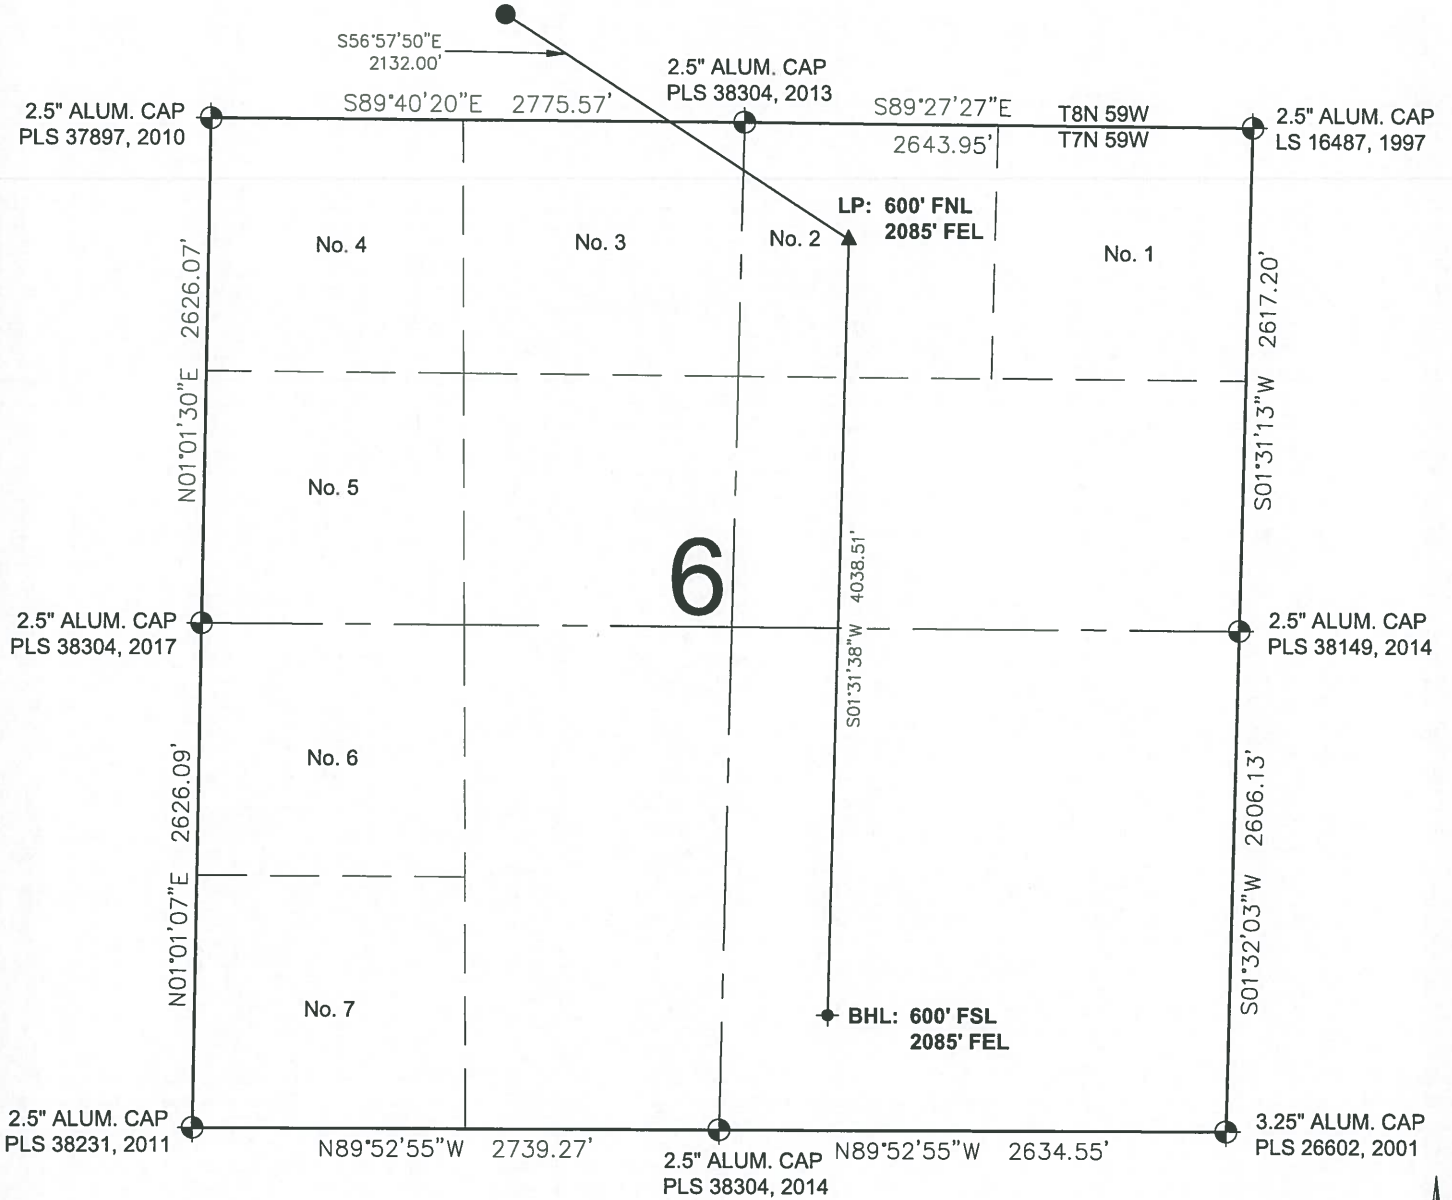 S56°57'50"E
2132.00'
2.5" ALUM. CAP
PLS 38304, 2013
2.5" ALUM. CAP
PLS 37897, 2010
S89°40'20"E 2775.57'
S89°27'27"E
2643.95'
T8N 59W
T7N 59W
2.5" ALUM. CAP
LS 16487, 1997
LP: 600' FNL
2085' FEL
No. 4
No. 3
No. 2
No. 1
N01°01'30"E 2626.07'
S01°31'13"W 2617.20'
No. 5
6
S01°31'38"W 4038.51'
2.5" ALUM. CAP
PLS 38304, 2017
2.5" ALUM. CAP
PLS 38149, 2014
No. 6
N01°01'07"E 2626.09'
S01°32'03"W 2606.13'
No. 7
BHL: 600' FSL
2085' FEL
2.5" ALUM. CAP
PLS 38231, 2011
N89°52'55"W 2739.27'
2.5" ALUM. CAP
PLS 38304, 2014
N89°52'55"W 2634.55'
3.25" ALUM. CAP
PLS 26602, 2001